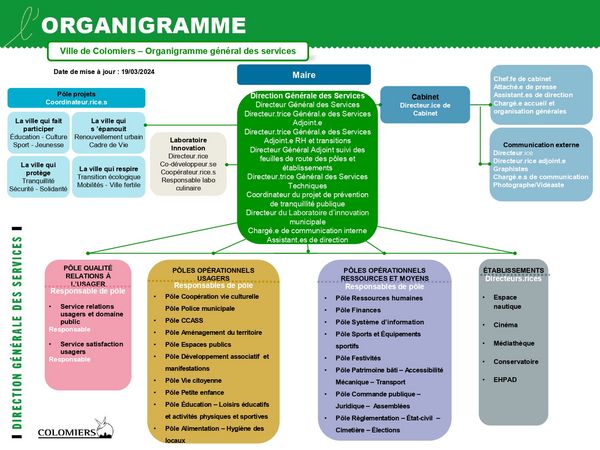 l'ORGANIGRAMME
Ville de Colomiers – Organigramme général des services
Date de mise à jour : 19/03/2024
Maire
Pôle projets
Coordinateur.rice.s
La ville qui fait
participer
Éducation - Culture
Sport - Jeunesse
La ville qui
s 'épanouit
Renouvellement urbain
Cadre de Vie
La ville qui
protège
Tranquillité
Sécurité - Solidarité
La ville qui respire
Transition écologique
Mobilités - Ville fertile
Laboratoire
Innovation
Directeur.rice
Co-développeur.se
Coopérateur.rice.s
Responsable labo
culinaire
Direction Générale des Services
Directeur Général des Services
Directeur.trice Général.e des Services
Adjoint.e
Directeur.trice Général.e des Services
Adjoint.e RH et transitions
Directeur Général Adjoint suivi des
feuilles de route des pôles et
établissements
Directeur.trice Général des Services
Techniques
Coordinateur du projet de prévention
de tranquillité publique
Directeur du Laboratoire d'innovation
municipale
Chargé.e de communication interne
Assistant.es de direction
Cabinet
Directeur.ice de
Cabinet
Chef.fe de cabinet
Attaché.e de presse
Assistant.es de direction
Chargé.e accueil et
organisation générales
Communication externe
Directeur.ice
Directeur.rice adjoint.e
Graphistes
Chargé.e.s de communication
Photographe/Vidéaste
DIRECTION GÉNÉRALE DES SERVICES
PÔLE QUALITÉ
RELATIONS À
L'USAGER
Responsable de pôle
• Service relations
usagers et domaine
public
Responsable
• Service satisfaction
usagers
Responsable
PÔLES OPÉRATIONNELS
USAGERS
Responsables de pôle
• Pôle Coopération vie culturelle
• Pôle Police municipale
• Pôle CCASS
• Pôle Aménagement du territoire
• Pôle Espaces publics
• Pôle Développement associatif et
manifestations
• Pôle Vie citoyenne
• Pôle Petite enfance
• Pôle Éducation – Loisirs éducatifs
et activités physiques et sportives
• Pôle Alimentation – Hygiène des
locaux
PÔLES OPÉRATIONNELS
RESSOURCES ET MOYENS
Responsables de pôle
• Pôle Ressources humaines
• Pôle Finances
• Pôle Système d'information
• Pôle Sports et Équipements
sportifs
• Pôle Festivités
• Pôle Patrimoine bâti – Accessibilité
Mécanique – Transport
• Pôle Commande publique –
Juridique – Assemblées
• Pôle Règlementation – État-civil –
Cimetière – Élections
ÉTABLISSEMENTS
Directeurs.rices
• Espace
nautique
• Cinéma
• Médiathèque
• Conservatoire
• EHPAD
COLOMIERS